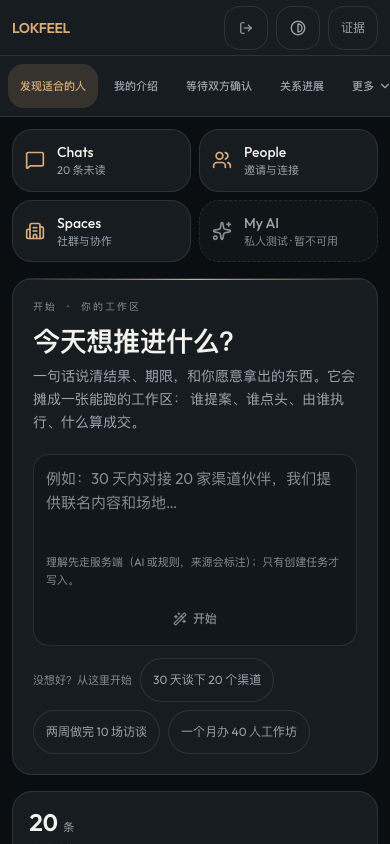 LOKFEEL
证据
发现适合的人
我的介绍
等待双方确认
关系进展
更多
Chats
20 条未读
People
邀请与连接
Spaces
社群与协作
My AI
私人测试·暂不可用
开始 · 你的工作区
今天想推进什么?
一句话说清结果、期限，和你愿意拿出的东西。它会
摊成一张能跑的工作区： 谁提案、谁点头、由谁执
行、什么算成交。
例如：30 天内对接 20 家渠道伙伴，我们提
供联名内容和场地...
理解先走服务端（AI 或规则，来源会标注）；只有创建任务才
写入。
开始
没想好？从这里开始
30 天谈下 20 个渠道
两周做完 10 场访谈
一个月办 40 人工作坊
20 条